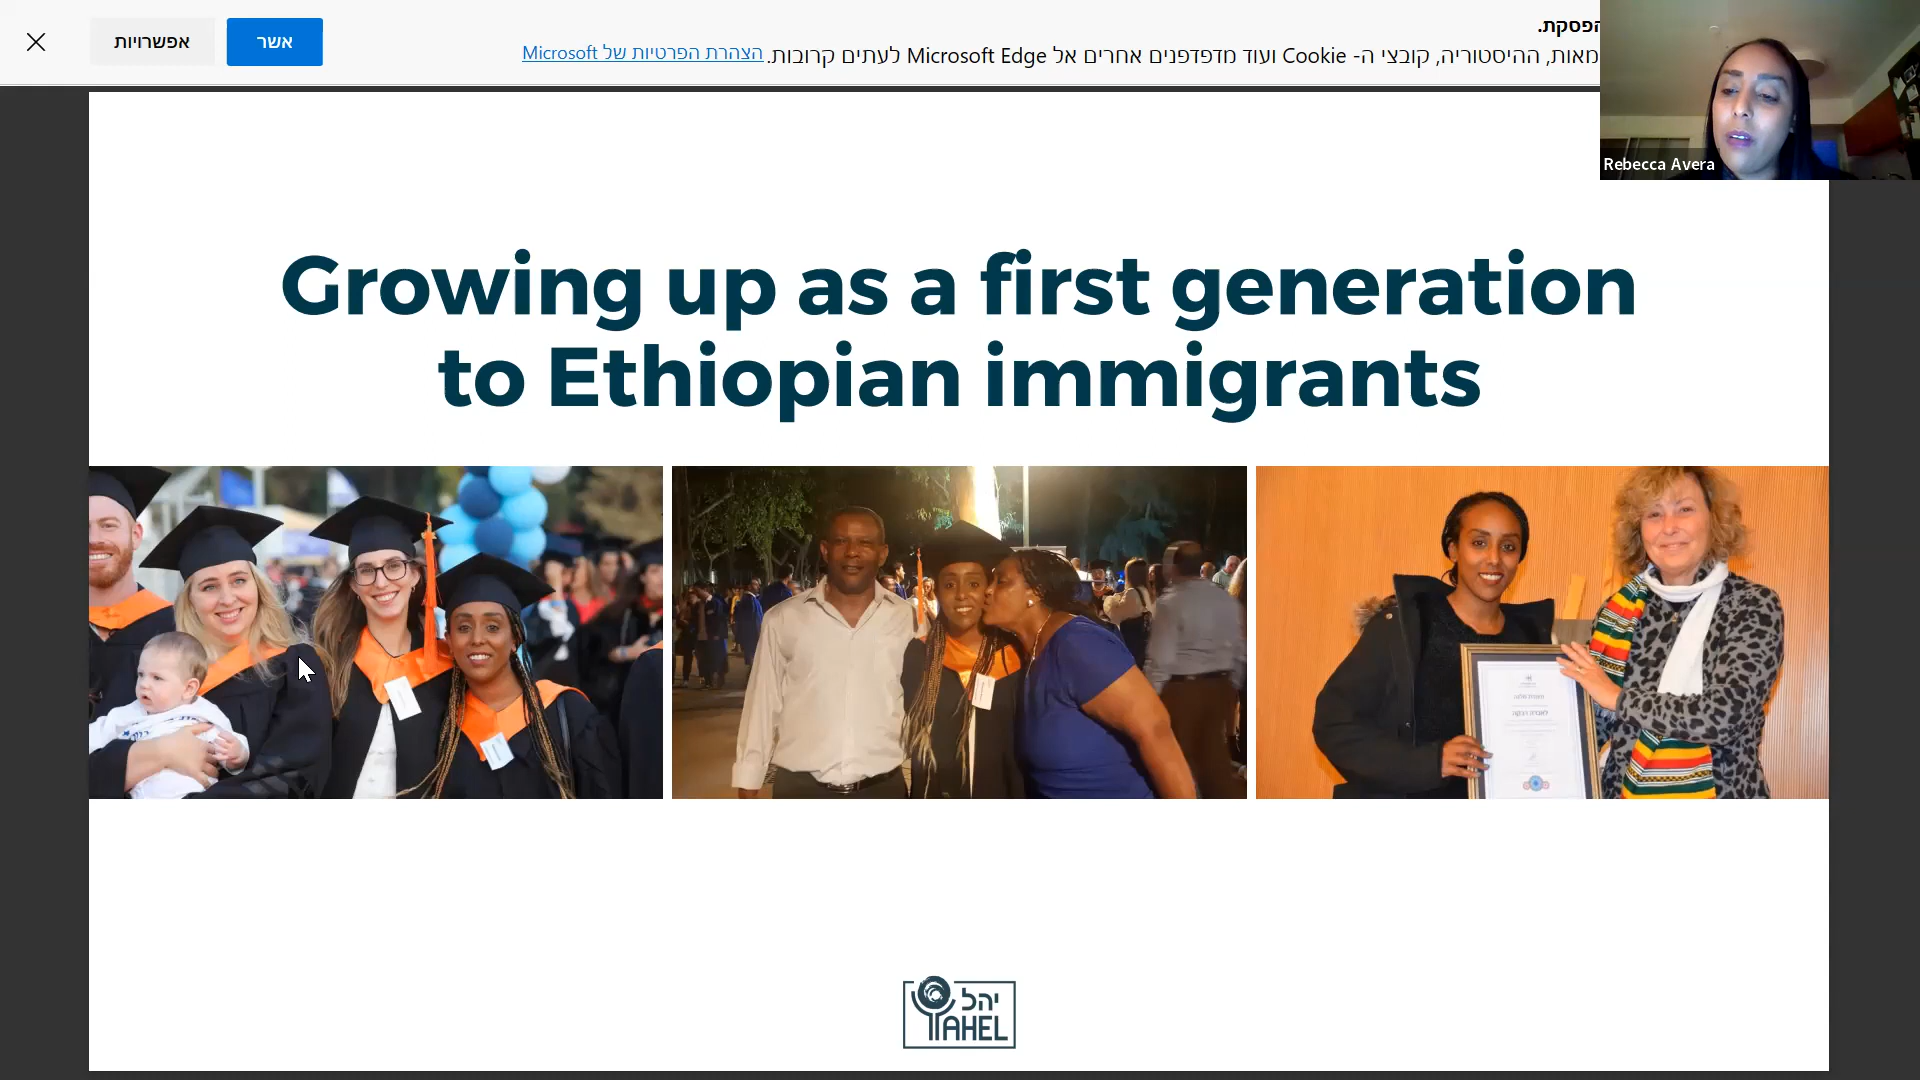 הפסקת.
מאות, ההיסטוריה, קובצי ה- Cookie ועוד מדפדפנים אחרים אל Microsoft Edge לעתים קרובות. הצהרת הפרטיות של Microsoft
אשר
אפשרויות
Rebecca Avera
Growing up as a first generation
to Ethiopian immigrants
יהל
YAHEL